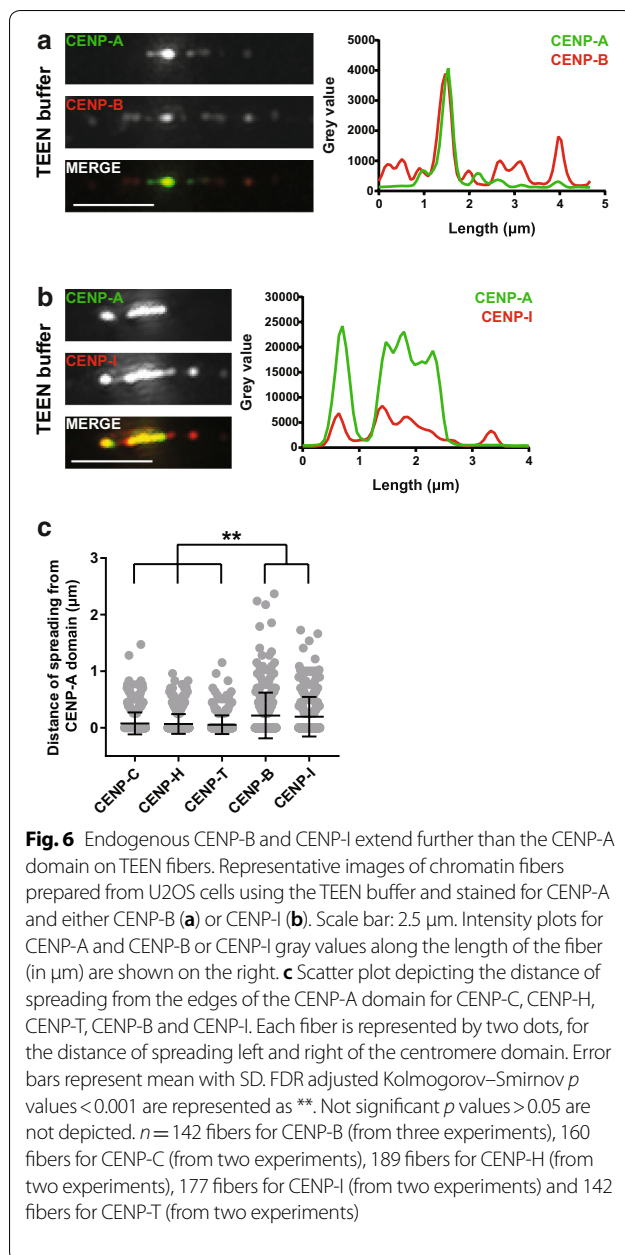 a
TEEN buffer
CENP-A
CENP-B
MERGE
CENP-A
CENP-B
Grey value
5000
4000
3000
2000
1000
0
0 1 2 3 4 5
Length (µm)
b
TEEN buffer
CENP-A
CENP-I
MERGE
CENP-A
CENP-I
Grey value
30000
25000
20000
15000
10000
5000
0
0 1 2 3 4
Length (µm)
c
**
Distance of spreading from
CENP-A domain (µm)
3
2
1
0
CENP-C
CENP-H
CENP-T
CENP-B
CENP-I
Fig. 6 Endogenous CENP-B and CENP-I extend further than the CENP-A
domain on TEEN fibers. Representative images of chromatin fibers
prepared from U2OS cells using the TEEN buffer and stained for CENP-A
and either CENP-B (a) or CENP-I (b). Scale bar: 2.5 µm. Intensity plots for
CENP-A and CENP-B or CENP-I gray values along the length of the fiber
(in µm) are shown on the right. c Scatter plot depicting the distance of
spreading from the edges of the CENP-A domain for CENP-C, CENP-H,
CENP-T, CENP-B and CENP-I. Each fiber is represented by two dots, for
the distance of spreading left and right of the centromere domain. Error
bars represent mean with SD. FDR adjusted Kolmogorov–Smirnov p
values < 0.001 are represented as **. Not significant p values > 0.05 are
not depicted. n = 142 fibers for CENP-B (from three experiments), 160
fibers for CENP-C (from two experiments), 189 fibers for CENP-H (from
two experiments), 177 fibers for CENP-I (from two experiments) and 142
fibers for CENP-T (from two experiments)